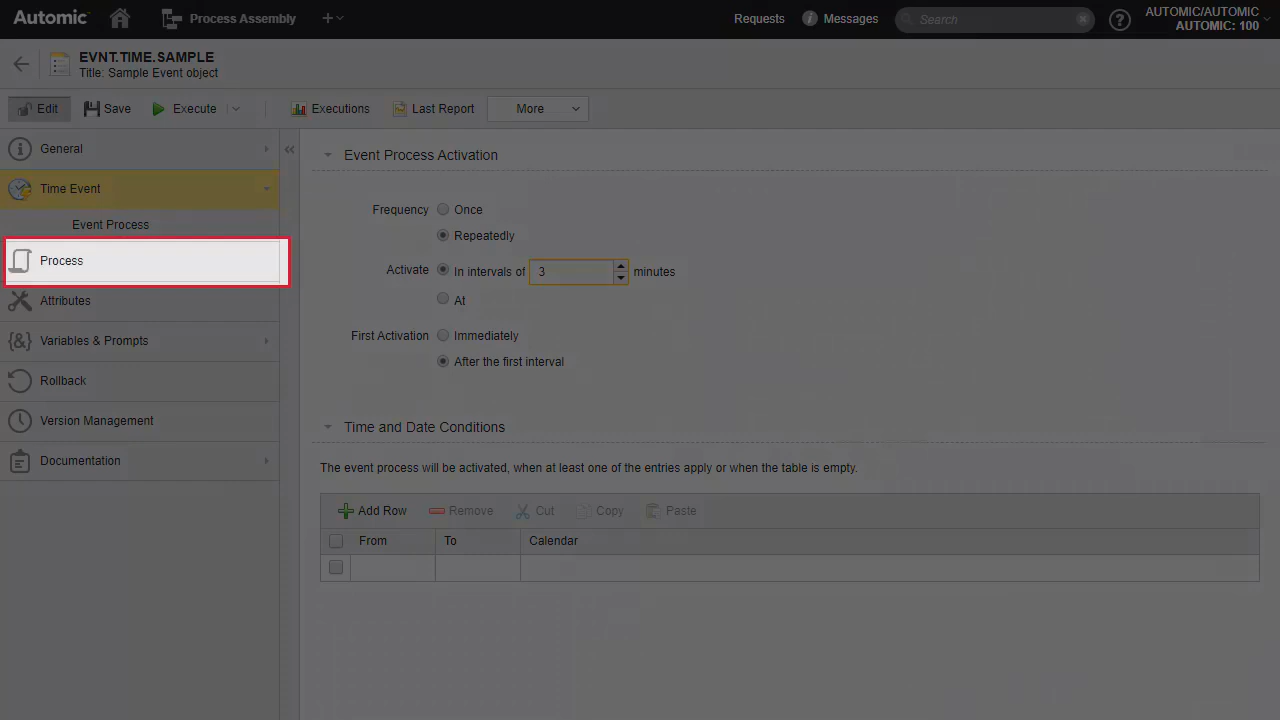 Automic
Process Assembly
Requests
Messages
Search
AUTOMIC/AUTOMIC
AUTOMIC: 100
EVNT.TIME.SAMPLE
Title: Sample Event object
Edit
Save
Execute
Executions
Last Report
More
General
Time Event
Event Process
Process
Attributes
Variables & Prompts
Rollback
Version Management
Documentation
Event Process Activation
Frequency
Once
Repeatedly
Activate
In intervals of 3 minutes
At
First Activation
Immediately
After the first interval
Time and Date Conditions
The event process will be activated, when at least one of the entries apply or when the table is empty.
Add Row
Remove
Cut
Copy
Paste
From
To
Calendar